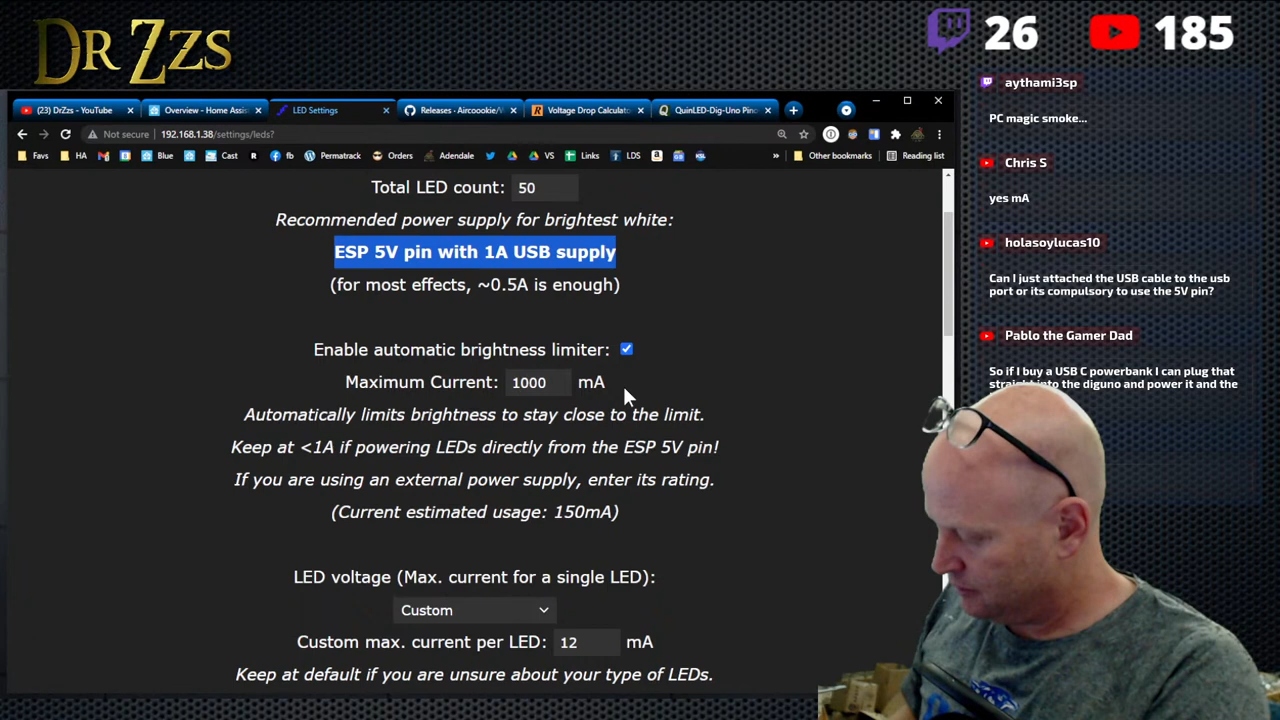 DR ZZS
26
185
(23) DrZzs - YouTube
Overview - Home Assis
LED Settings
Releases · Aircoookie/
Voltage Drop Calculat
QuinLED-Dig-Uno Pin
Not secure
192.168.1.38/settings/leds?
Favs
HA
Blue
Cast
fb
Permatrack
Orders
Adendale
VS
Links
LDS
»
Other bookmarks
Reading list
Total LED count: 50
Recommended power supply for brightest white:
ESP 5V pin with 1A USB supply
(for most effects, ~0.5A is enough)
Enable automatic brightness limiter:
Maximum Current: 1000 mA
Automatically limits brightness to stay close to the limit.
Keep at <1A if powering LEDs directly from the ESP 5V pin!
If you are using an external power supply, enter its rating.
(Current estimated usage: 150mA)
LED voltage (Max. current for a single LED):
Custom
Custom max. current per LED: 12 mA
Keep at default if you are unsure about your type of LEDs.
aythami3sp
PC magic smoke...
Chris S
yes mA
holasoylucas10
Can I just attached the USB cable to the usb
port or its compulsory to use the 5V pin?
Pablo the Gamer Dad
So if I buy a USB C powerbank I can plug that
straight into the diguno and power it and the